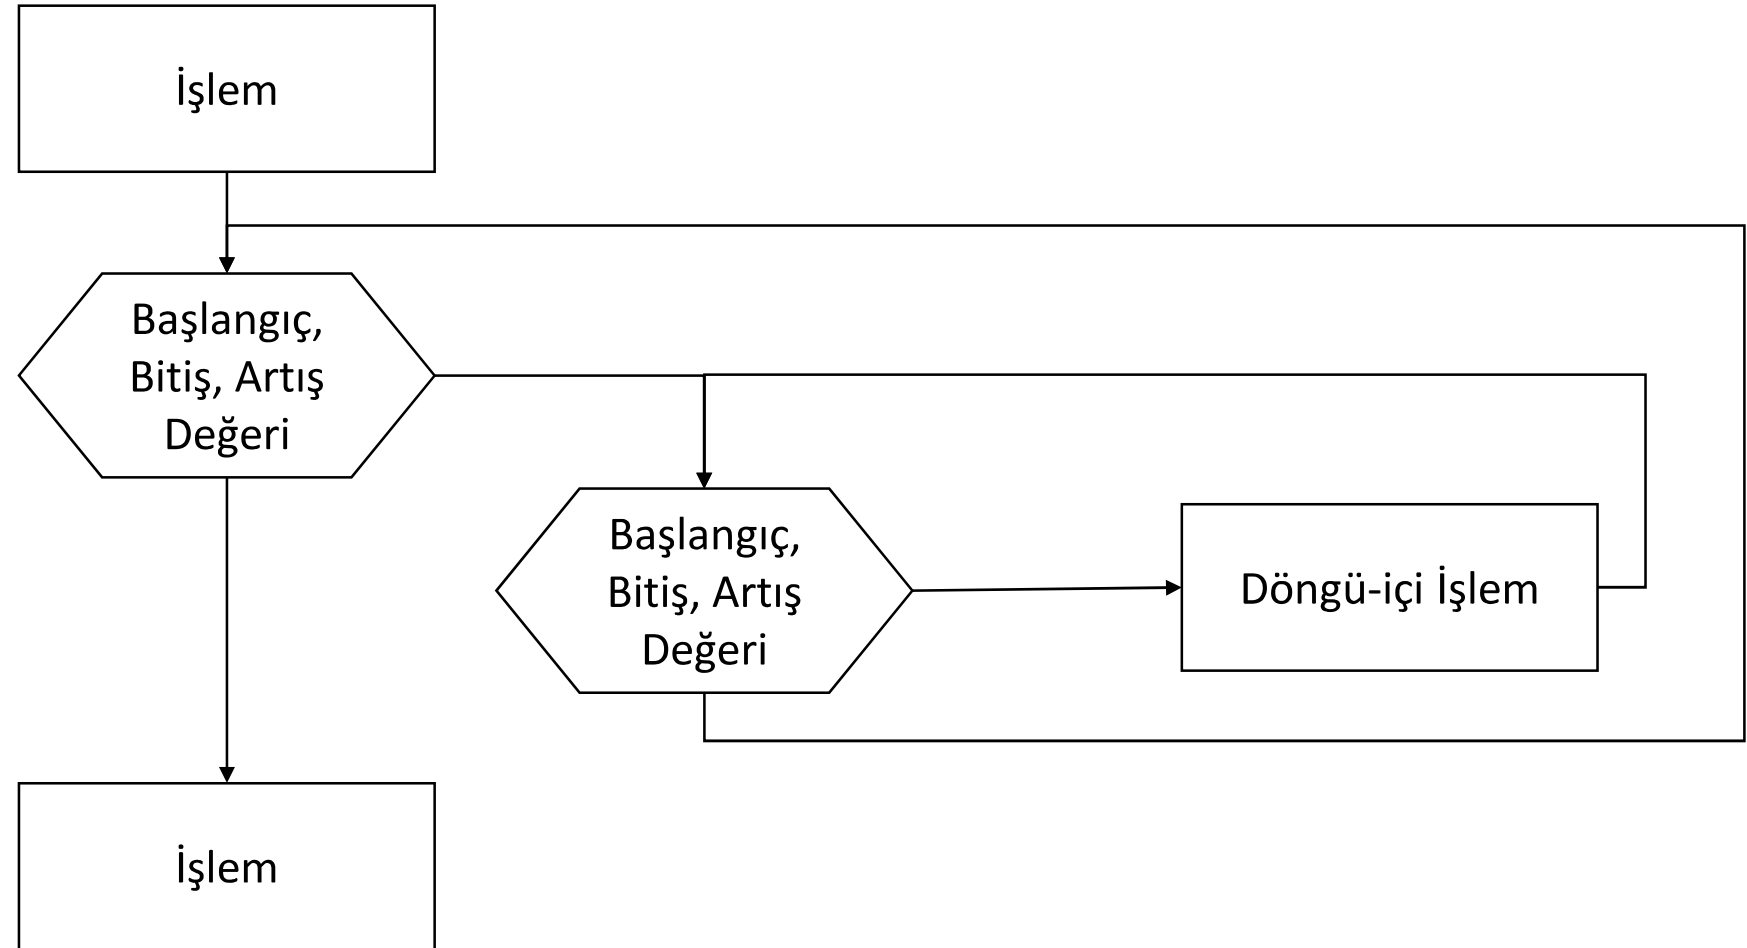 İşlem
Başlangıç,
Bitiş, Artış
Değeri
Başlangıç,
Bitiş, Artış
Değeri
Döngü-içi İşlem
İşlem